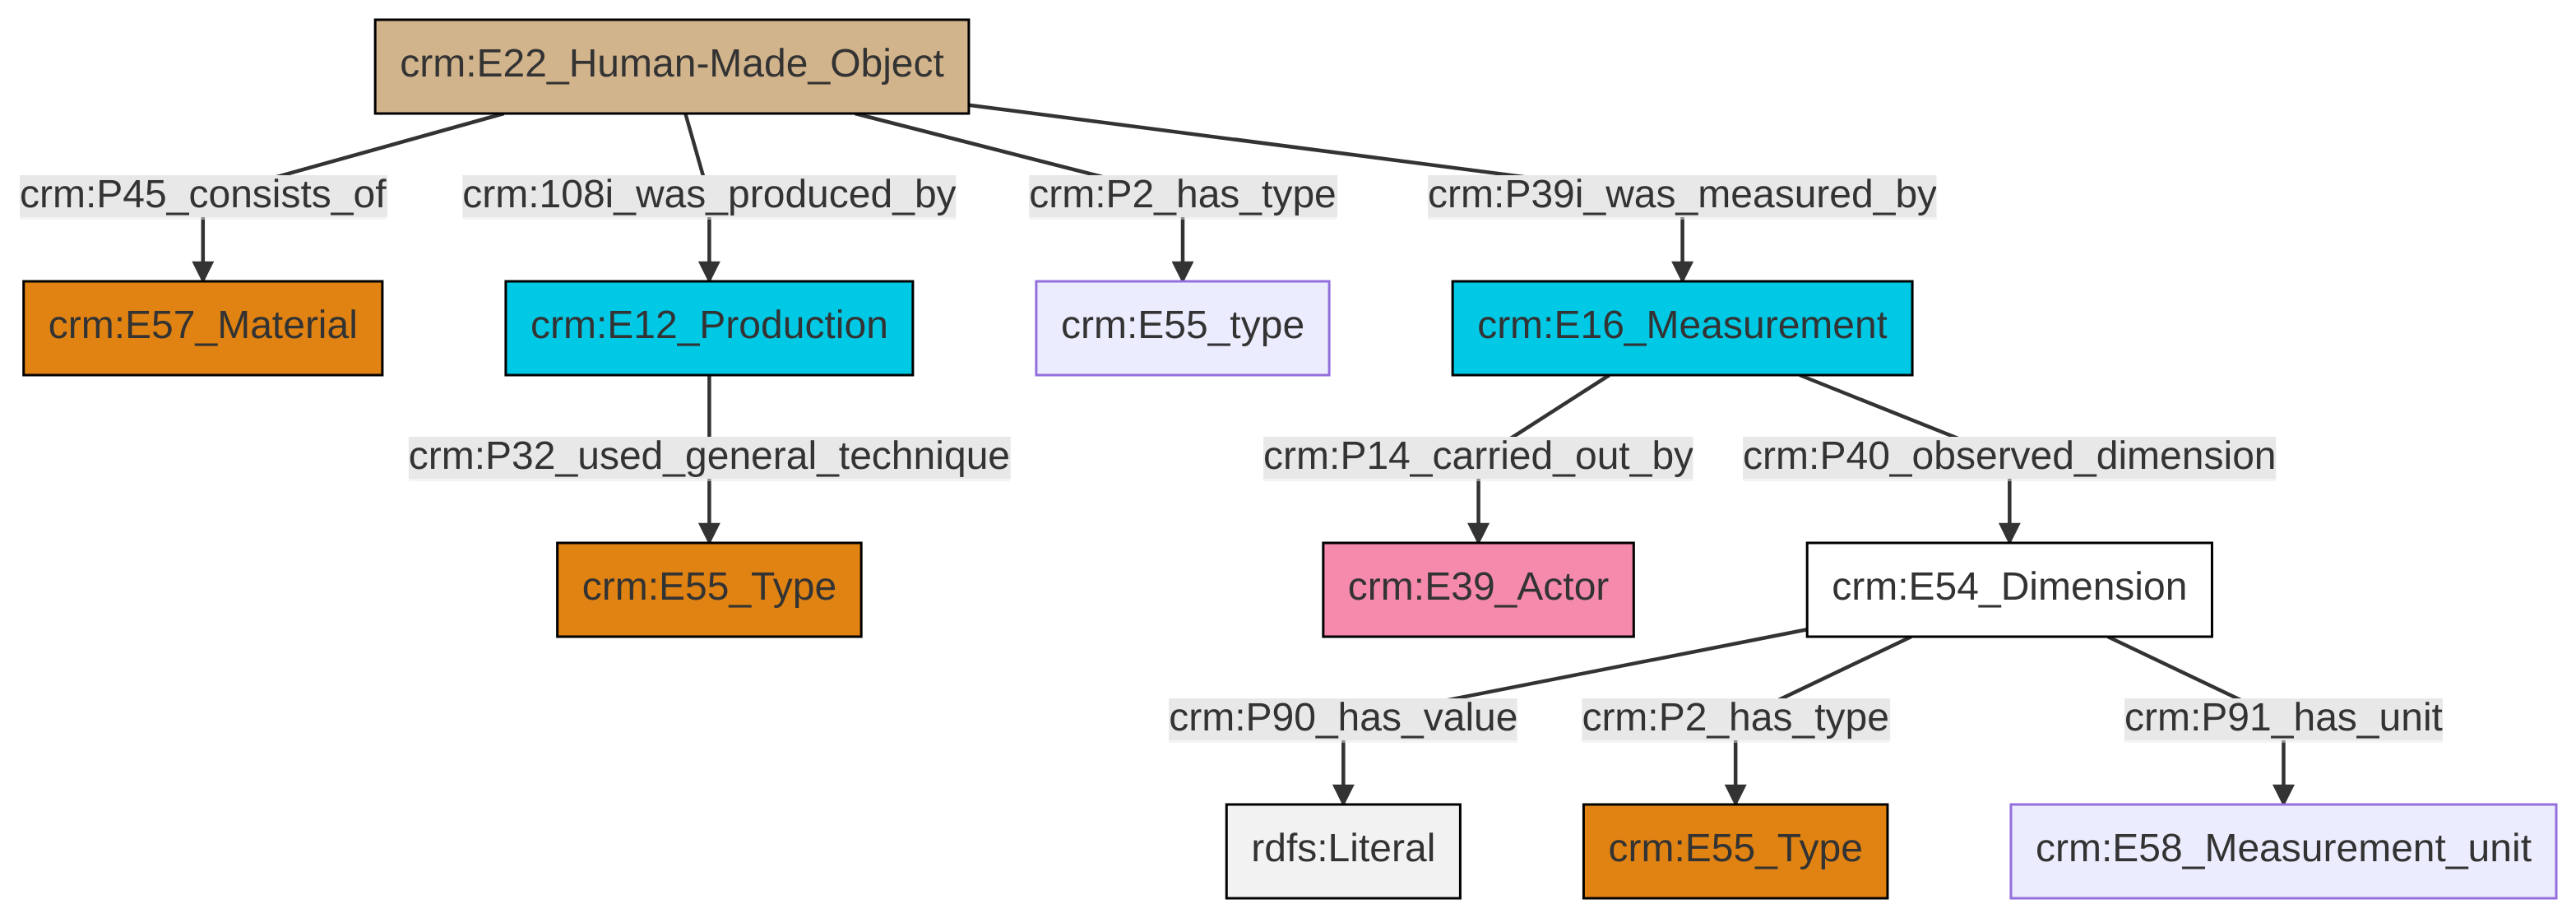 crm:E22_Human-Made_Object
crm:P45_consists_of
crm:108i_was_produced_by
crm:P2_has_type
crm:P39i_was_measured_by
crm:E57_Material
crm:E12_Production
crm:E55_type
crm:E16_Measurement
crm:P32_used_general_technique
crm:P14_carried_out_by
crm:P40_observed_dimension
crm:E55_Type
crm:E39_Actor
crm:E54_Dimension
crm:P90_has_value
crm:P2_has_type
crm:P91_has_unit
rdfs:Literal
crm:E55_Type
crm:E58_Measurement_unit